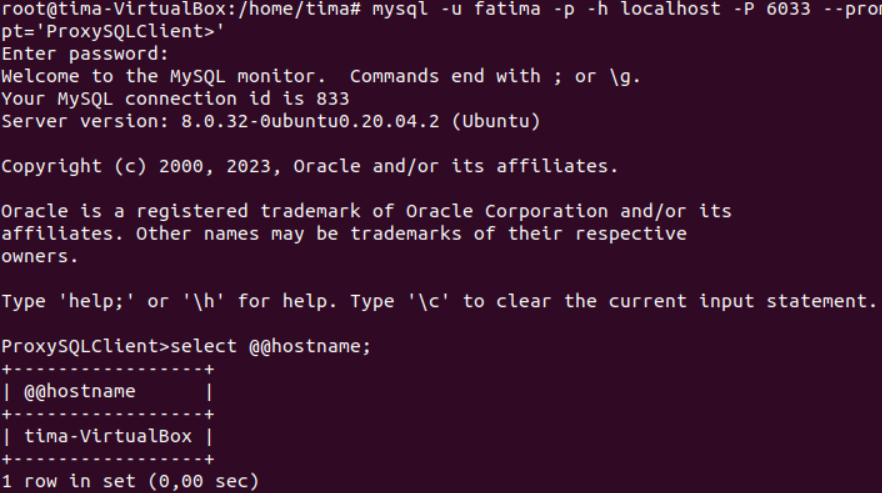 root@tima-VirtualBox:/home/tima# mysql -u fatima -p -h localhost -P 6033 --prom
pt='ProxySQLClient>'
Enter password:
Welcome to the MySQL monitor.  Commands end with ; or \g.
Your MySQL connection id is 833
Server version: 8.0.32-0ubuntu0.20.04.2 (Ubuntu)

Copyright (c) 2000, 2023, Oracle and/or its affiliates.

Oracle is a registered trademark of Oracle Corporation and/or its
affiliates. Other names may be trademarks of their respective
owners.

Type 'help;' or '\h' for help. Type '\c' to clear the current input statement.

ProxySQLClient>select @@hostname;
+-----------------+
| @@hostname      |
+-----------------+
| tima-VirtualBox |
+-----------------+
1 row in set (0,00 sec)